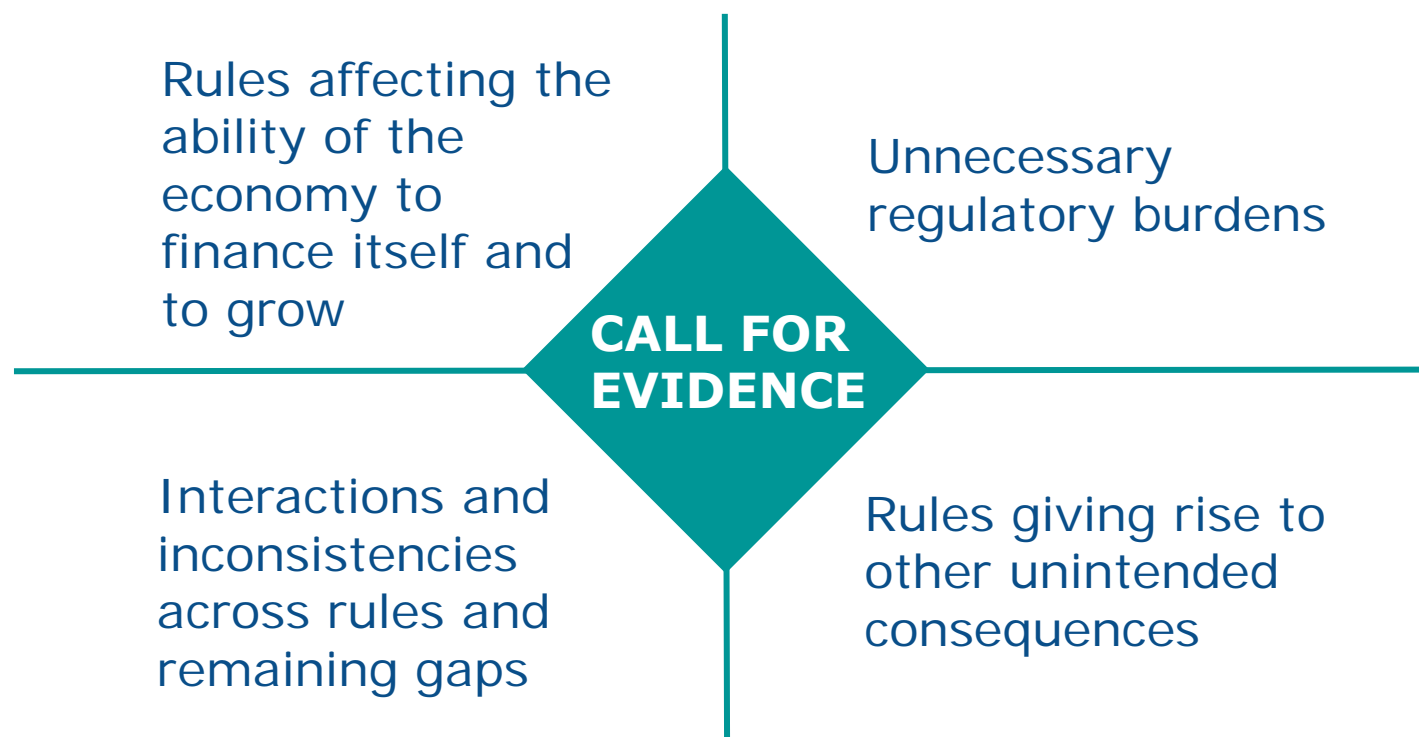 Rules affecting the
ability of the
economy to
finance itself and
to grow
Unnecessary
regulatory burdens
CALL FOR
EVIDENCE
Interactions and
inconsistencies
across rules and
remaining gaps
Rules giving rise to
other unintended
consequences